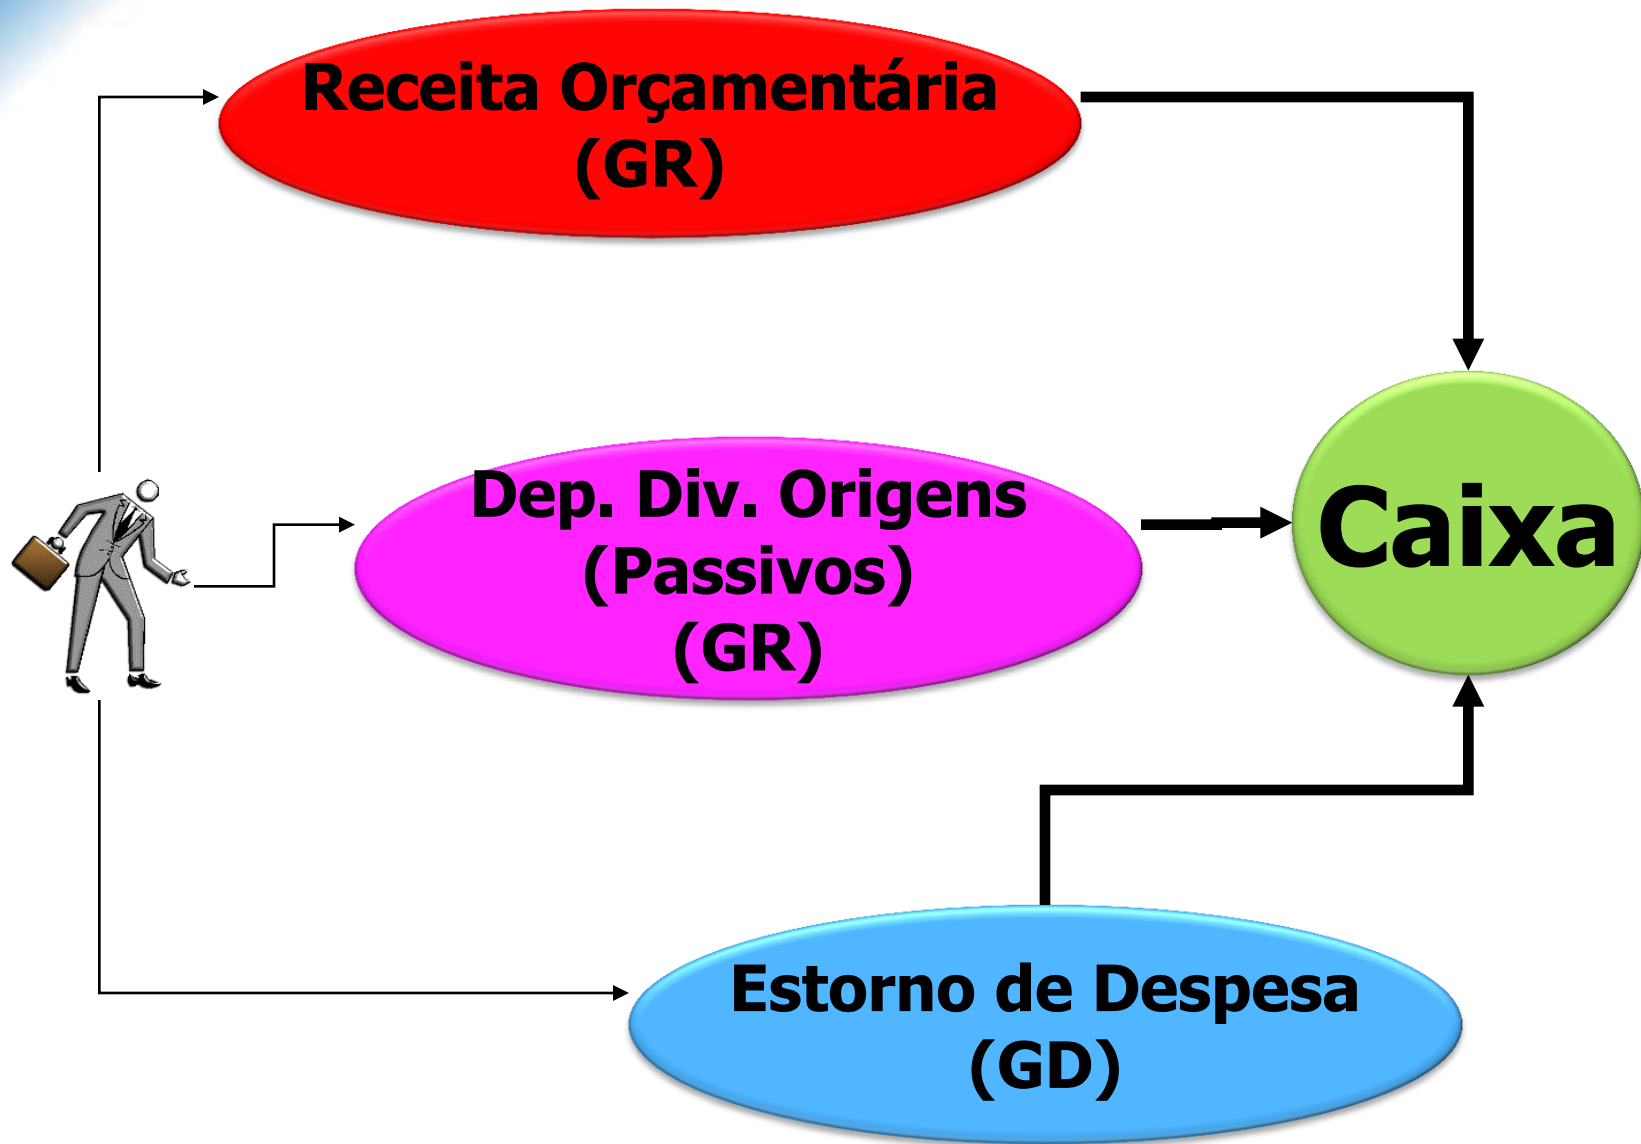 Receita Orçamentária
(GR)
Dep. Div. Origens
(Passivos)
(GR)
Caixa
Estorno de Despesa
(GD)